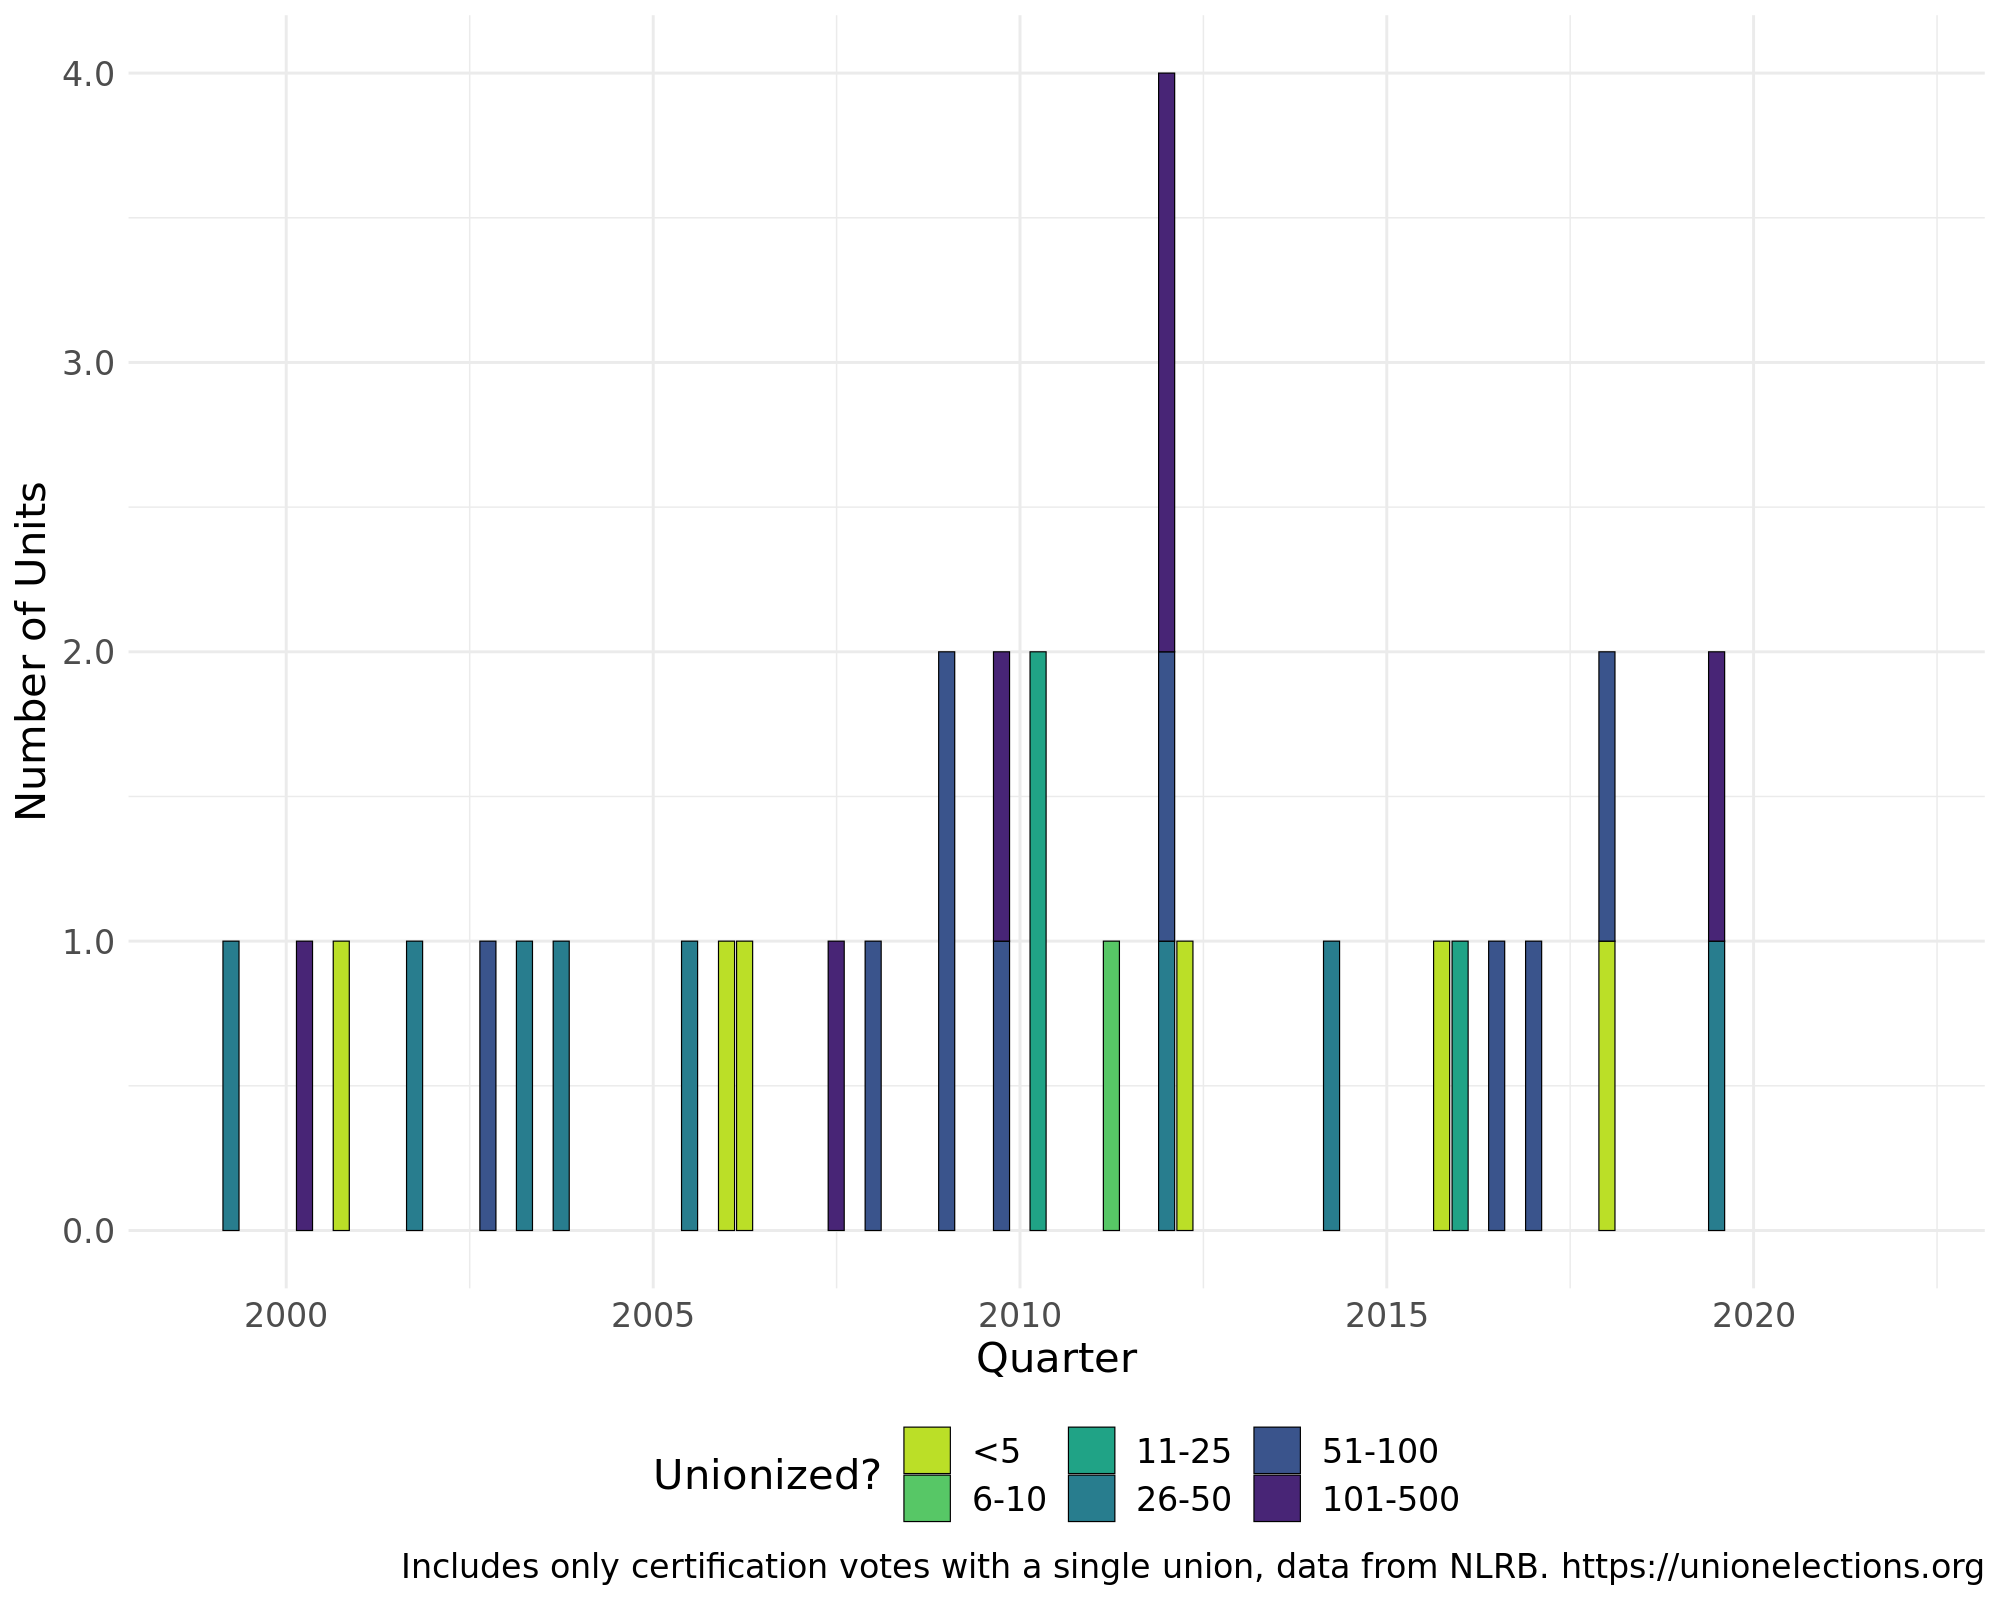 4.0
3.0
2.0
1.0
0.0
Number of Units
2000 2005 2010 2015 2020
Quarter
Unionized?
<5 11-25 51-100
6-10 26-50 101-500
Includes only certification votes with a single union, data from NLRB. https://unionelections.org